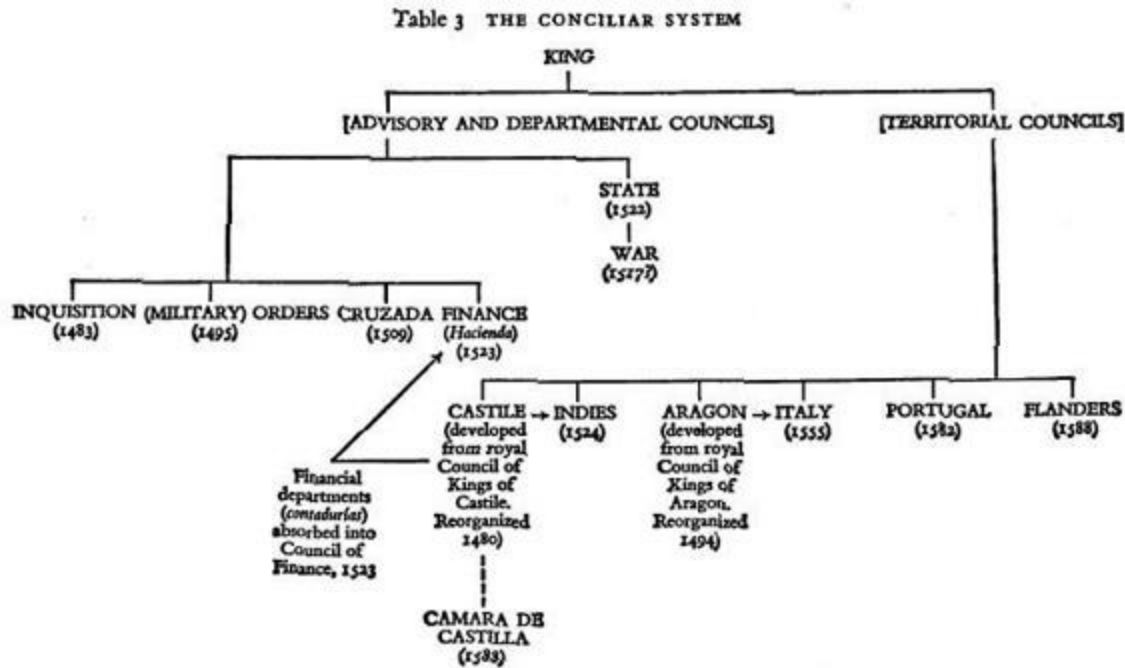 Table 3 THE CONCILIAR SYSTEM
KING
[ADVISORY AND DEPARTMENTAL COUNCILS]
[TERRITORIAL COUNCILS]
STATE
(1522)
WAR
(1517?)
INQUISITION
(1483)
(MILITARY) ORDERS
(1495)
CRUZADA
(1509)
FINANCE
(Hacienda)
(1523)
CASTILE
(developed
from royal
Council of
Kings of
Castile.
Reorganized
1480)
INDIES
(1524)
ARAGON
(developed
from royal
Council of
Kings of
Aragon.
Reorganized
1494)
ITALY
(1555)
PORTUGAL
(1582)
FLANDERS
(1588)
Financial
departments
(contadurías)
absorbed into
Council of
Finance, 1523
CAMARA DE
CASTILLA
(1588)